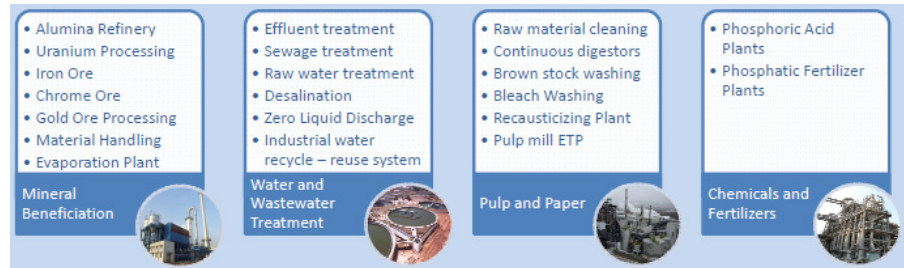 • Alumina Refinery
• Uranium Processing
• Iron Ore
• Chrome Ore
• Gold Ore Processing
• Material Handling
• Evaporation Plant
Mineral
Beneficiation
• Effluent treatment
• Sewage treatment
• Raw water treatment
• Desalination
• Zero Liquid Discharge
• Industrial water
recycle – reuse system
Water and
Wastewater
Treatment
• Raw material cleaning
• Continuous digestors
• Brown stock washing
• Bleach Washing
• Recausticizing Plant
• Pulp mill ETP
Pulp and Paper
• Phosphoric Acid
Plants
• Phosphatic Fertilizer
Plants
Chemicals and
Fertilizers